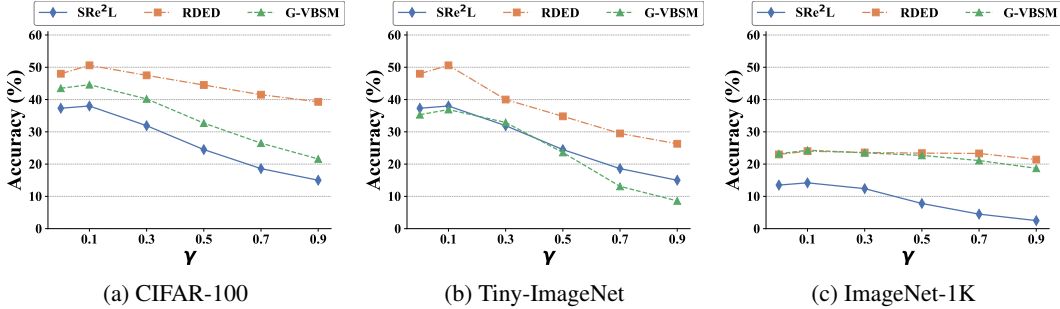 SRe²L RDED G-VBSM
60
50
40
30
20
10
0
Accuracy (%)
0.1 0.3 0.5 0.7 0.9
γ
(a) CIFAR-100
SRe²L RDED G-VBSM
60
50
40
30
20
10
0
Accuracy (%)
0.1 0.3 0.5 0.7 0.9
γ
(b) Tiny-ImageNet
SRe²L RDED G-VBSM
60
50
40
30
20
10
0
Accuracy (%)
0.1 0.3 0.5 0.7 0.9
γ
(c) ImageNet-1K